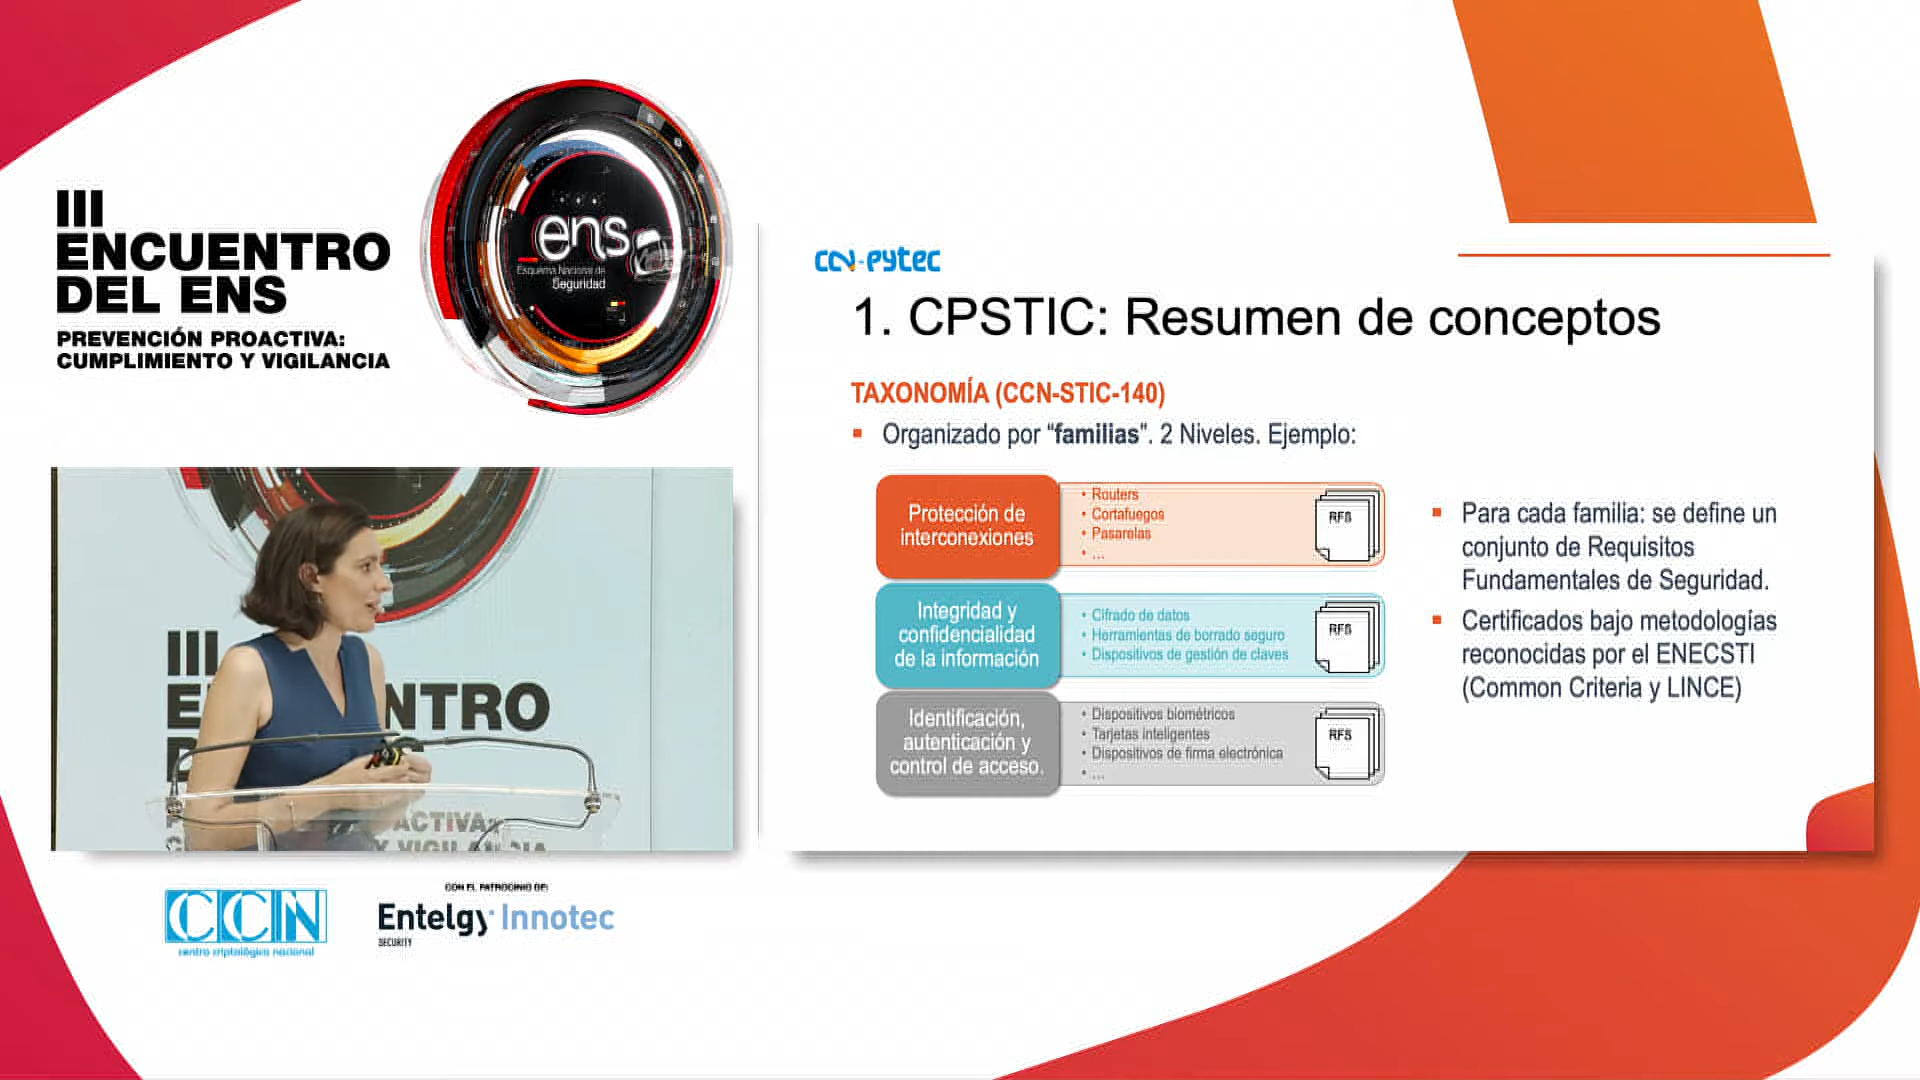 III
ENCUENTRO
DEL ENS
PREVENCIÓN PROACTIVA:
CUMPLIMIENTO Y VIGILANCIA
ens
Esquema Nacional de
Seguridad
III
NTRO
ACTIVA:
CCN
centro criptológico nacional
CON EL PATROCINIO DE:
Entelgy Innotec
SECURITY
CCN-pytec
1. CPSTIC: Resumen de conceptos
TAXONOMÍA (CCN-STIC-140)
▪ Organizado por “familias”. 2 Niveles. Ejemplo:
Protección de
interconexiones
• Routers
• Cortafuegos
• Pasarelas
• ...
RFS
Integridad y
confidencialidad
de la información
• Cifrado de datos
• Herramientas de borrado seguro
• Dispositivos de gestión de claves
RFS
Identificación,
autenticación y
control de acceso.
• Dispositivos biométricos
• Tarjetas inteligentes
• Dispositivos de firma electrónica
• ...
RFS
▪ Para cada familia: se define un
conjunto de Requisitos
Fundamentales de Seguridad.
▪ Certificados bajo metodologías
reconocidas por el ENECSTI
(Common Criteria y LINCE)